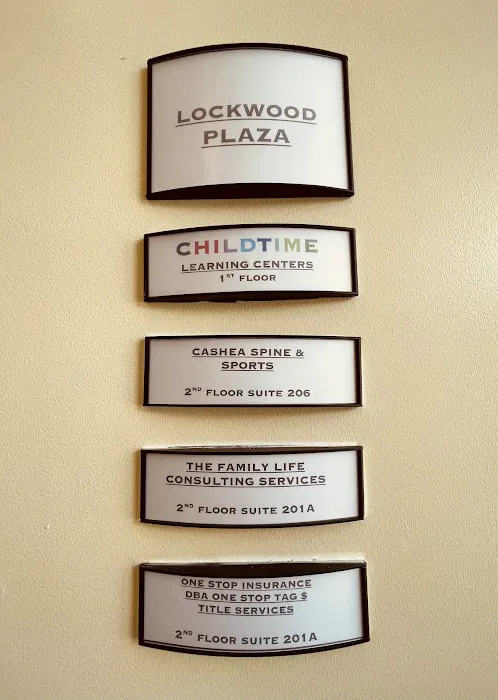 LOCKWOOD
PLAZA
CHILDTIME
LEARNING CENTERS
1ST FLOOR
CASHEA SPINE &
SPORTS
2ND FLOOR SUITE 206
THE FAMILY LIFE
CONSULTING SERVICES
2ND FLOOR SUITE 201A
ONE STOP INSURANCE
DBA ONE STOP TAG $
TITLE SERVICES
2ND FLOOR SUITE 201A